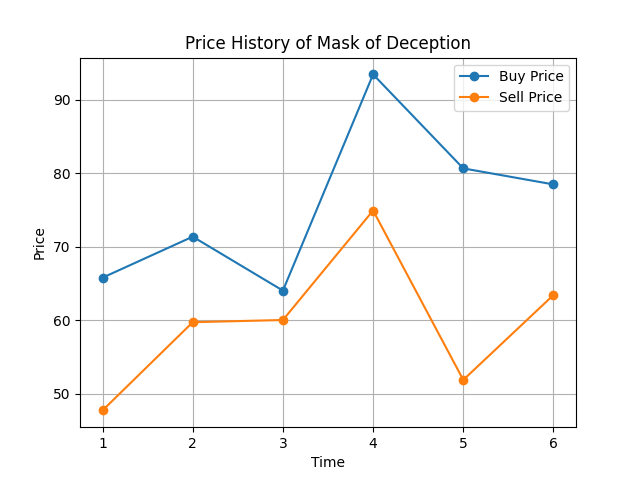 Price History of Mask of Deception
Buy Price
Sell Price
90
80
70
60
50
Price
1 2 3 4 5 6
Time